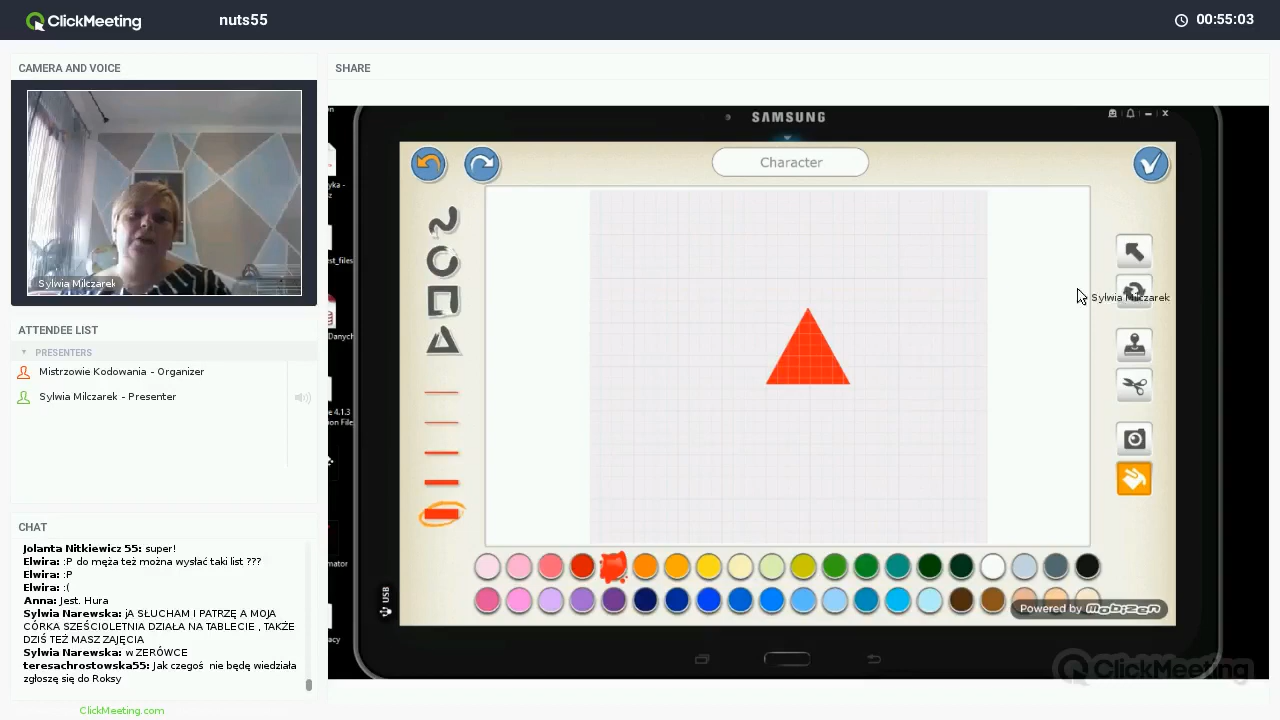 ClickMeeting
nuts55
00:55:03
CAMERA AND VOICE
SHARE
Sylwia Milczarek
ATTENDEE LIST
PRESENTERS
Mistrzowie Kodowania - Organizer
Sylwia Milczarek - Presenter
CHAT
Jolanta Nitkiewicz 55: super!
Elwira: :P do męża też można wysłać taki list ???
Elwira: :P
Elwira: :(
Anna: Jest. Hura
Sylwia Narewska: jA SŁUCHAM I PATRZĘ A MOJA
CÓRKA SZEŚCIOLETNIA DZIAŁA NA TABLECIE , TAKŻE
DZIŚ TEŻ MASZ ZAJĘCIA
Sylwia Narewska: w ZERÓWCE
teresachrostowska55: Jak czegoś nie będę wiedziała
zgłoszę się do Roksy
ClickMeeting.com
SAMSUNG
Character
Sylwia Milczarek
USB
Powered by Mobizen
ClickMeeting